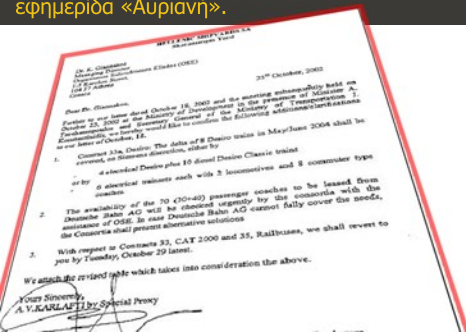 εφημερίδα «Αυριανή».
HELLENIC SHIPYARDS SA
Skaramanga Yard
Dr. K. Giannakos
Managing Director
Organismos Sidirodromon Ellados (OSE)
1-3 Karolou Street,
104 37 Athens
Greece
25th October, 2002
Dear Dr. Giannakos,
Further to our letter dated October 18, 2002 and the meeting subsequently held on
October 23, 2002 at the Ministry of Development in the presence of Minister A.
and Secretary General of the Ministry of Transportation
we hereby would like to confirm the following additions/clarifications
to our letter of October, 18.
1. Contract 33a, Desiro: The delta of 8 Desiro trains in May/June 2004 shall be
covered, on Siemens discretion, either by
4 electrical Desiro plus 10 diesel Desiro Classic trains
or by
6 electrical trainsets each with 2 locomotives and 8 commuter type
coaches.
2. The availability of the 70 (30+40) passenger coaches to be leased from
Deutsche Bahn AG will be checked urgently by the consortia with the
assistance of OSE. In case Deutsche Bahn AG cannot fully cover the needs,
the Consortia shall present alternative solutions
3. With respect to Contracts 33, CAT 2000 and 35, Railbuses, we shall revert to
you by Tuesday, October 29 latest.
We attach the revised table which takes into consideration the above.
Yours Sincerely,
A.V.KARLAFTI by Special Proxy